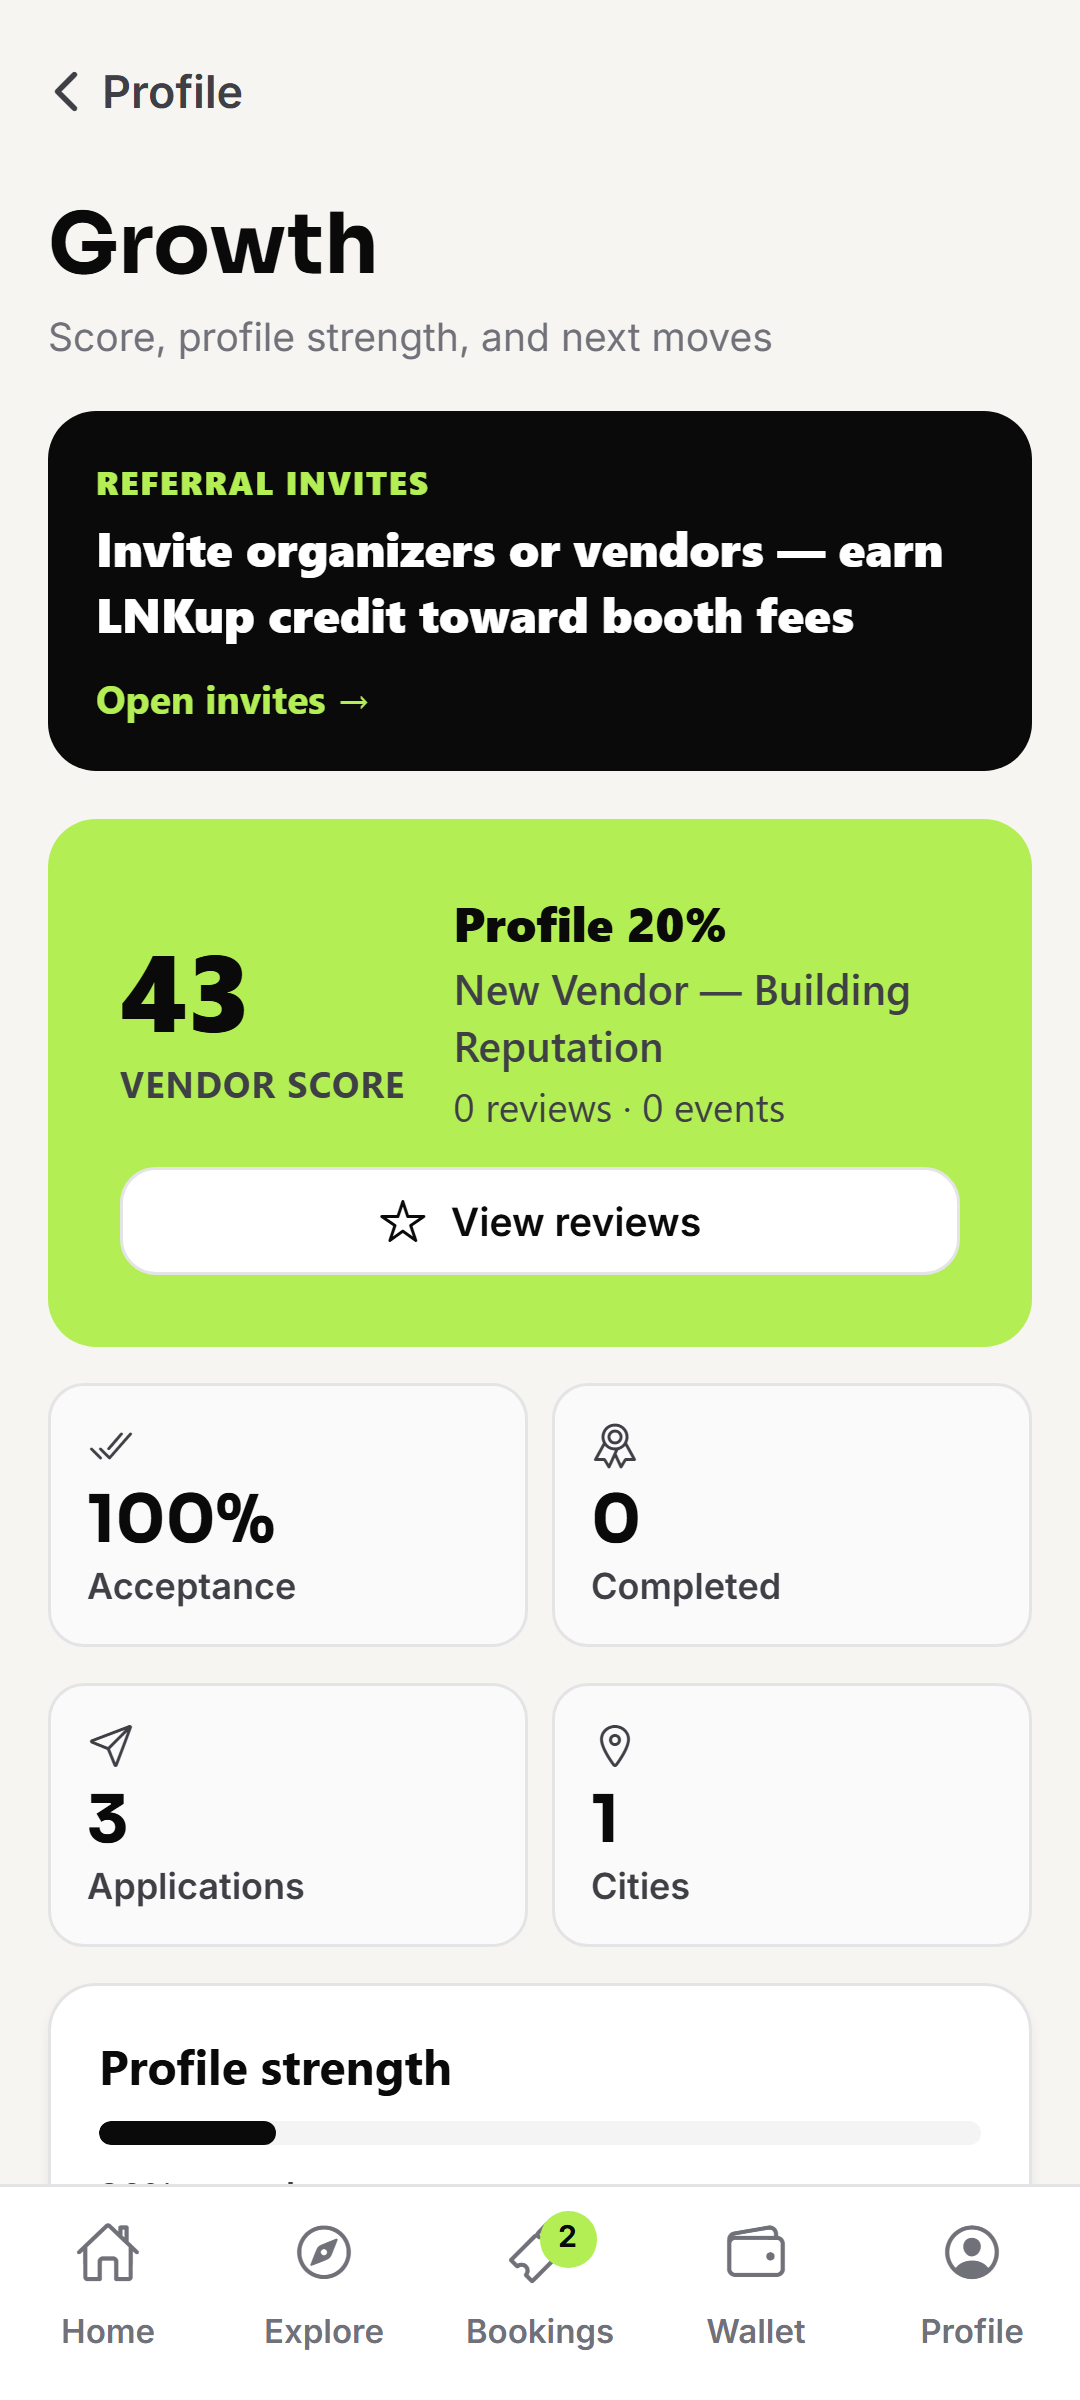 Profile
Growth
Score, profile strength, and next moves
REFERRAL INVITES
Invite organizers or vendors — earn
LNKup credit toward booth fees
Open invites →
43
VENDOR SCORE
Profile 20%
New Vendor — Building
Reputation
0 reviews · 0 events
View reviews
100%
Acceptance
0
Completed
3
Applications
1
Cities
Profile strength
2
Home
Explore
Bookings
Wallet
Profile